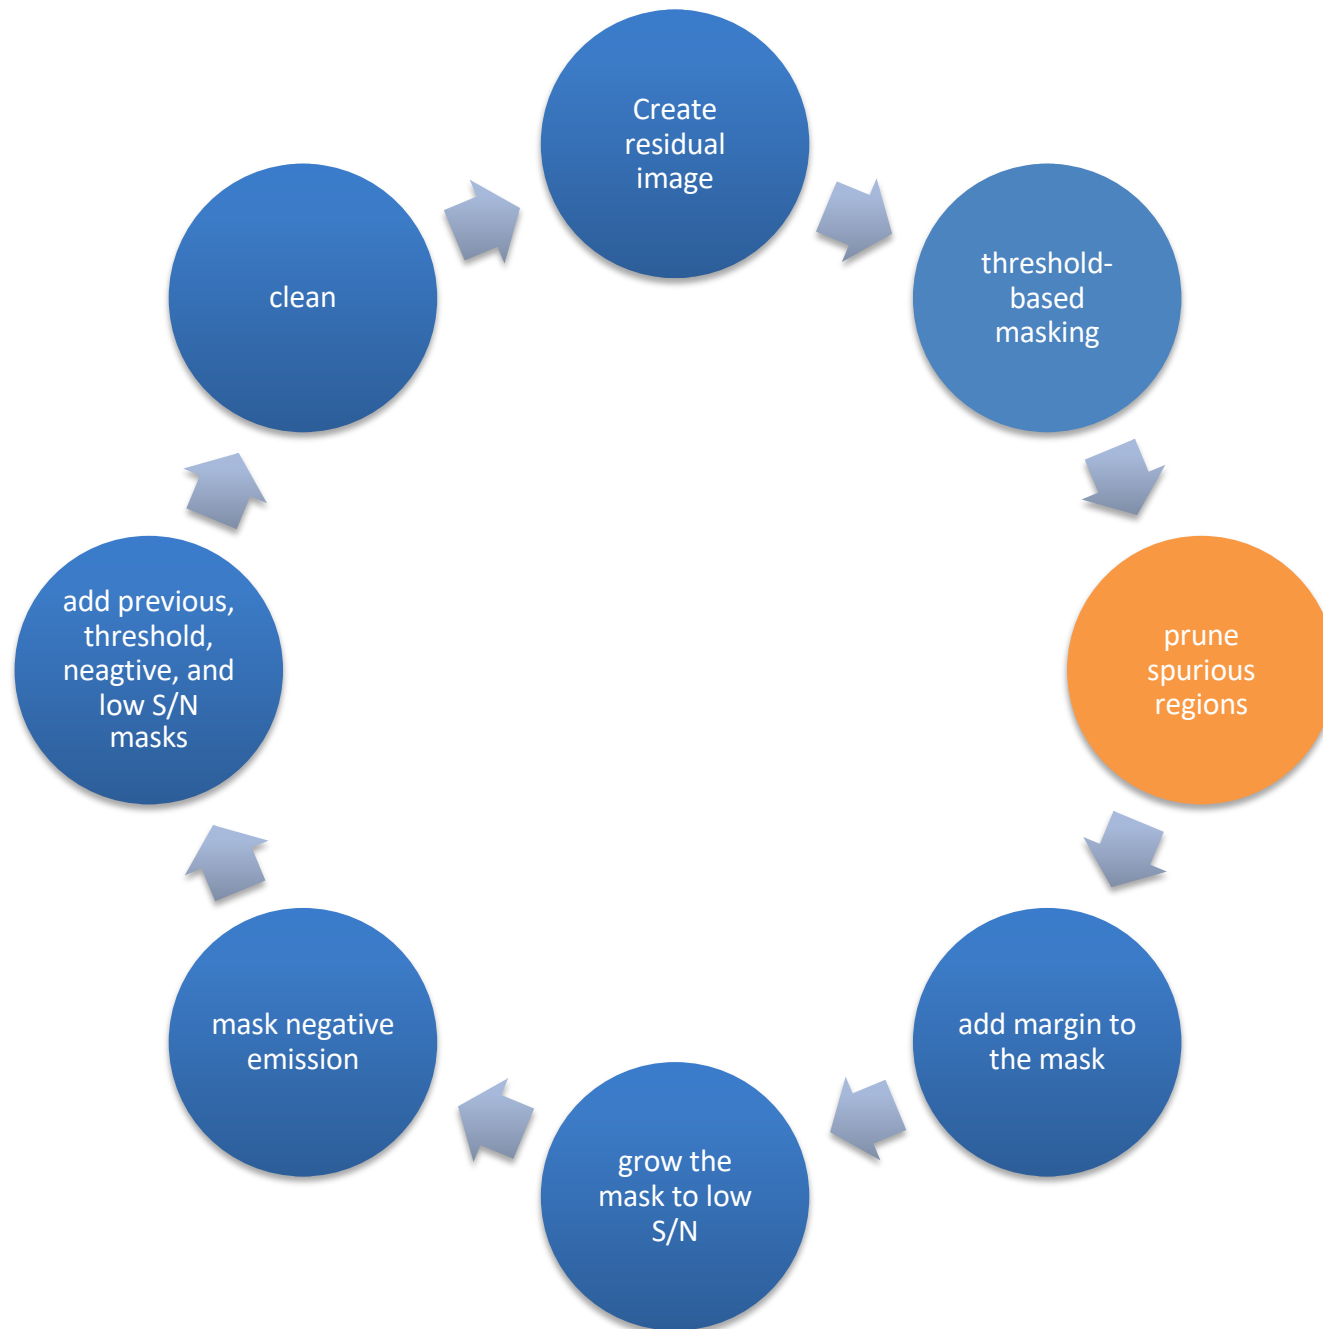 Create
residual
image
threshold-
based
masking
prune
spurious
regions
add margin to
the mask
grow the
mask to low
S/N
mask negative
emission
add previous,
threshold,
neagtive, and
low S/N
masks
clean